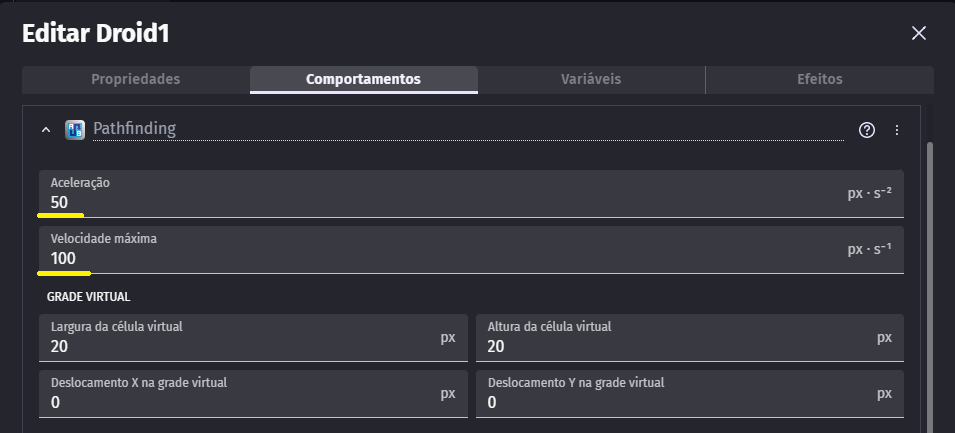 Editar Droid1
Propriedades Comportamentos Variáveis Efeitos
Pathfinding
Aceleração
50 px · s⁻²
Velocidade máxima
100 px · s⁻¹
GRADE VIRTUAL
Largura da célula virtual Altura da célula virtual
20 px 20 px
Deslocamento X na grade virtual Deslocamento Y na grade virtual
0 px 0 px